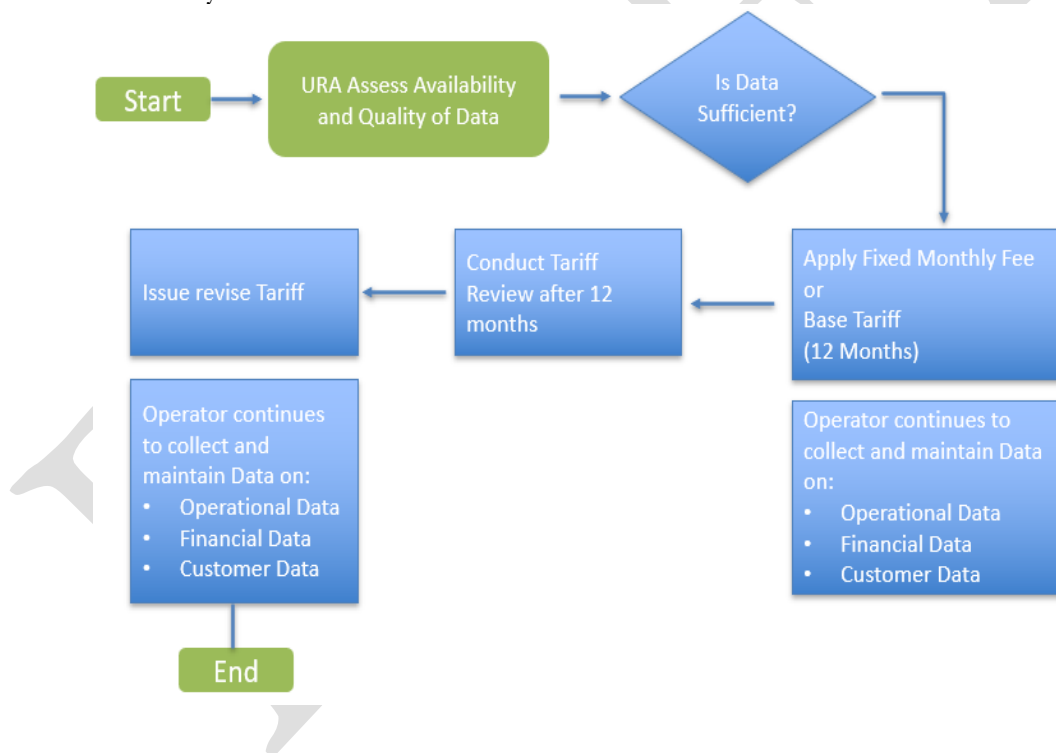 Start
URA Assess Availability
and Quality of Data
Is Data
Sufficient?
Apply Fixed Monthly Fee
or
Base Tariff
(12 Months)
Conduct Tariff
Review after 12
months
Issue revise Tariff
Operator continues to
collect and maintain Data
on:
• Operational Data
• Financial Data
• Customer Data
Operator continues
to collect and
maintain Data on:
• Operational Data
• Financial Data
• Customer Data
End